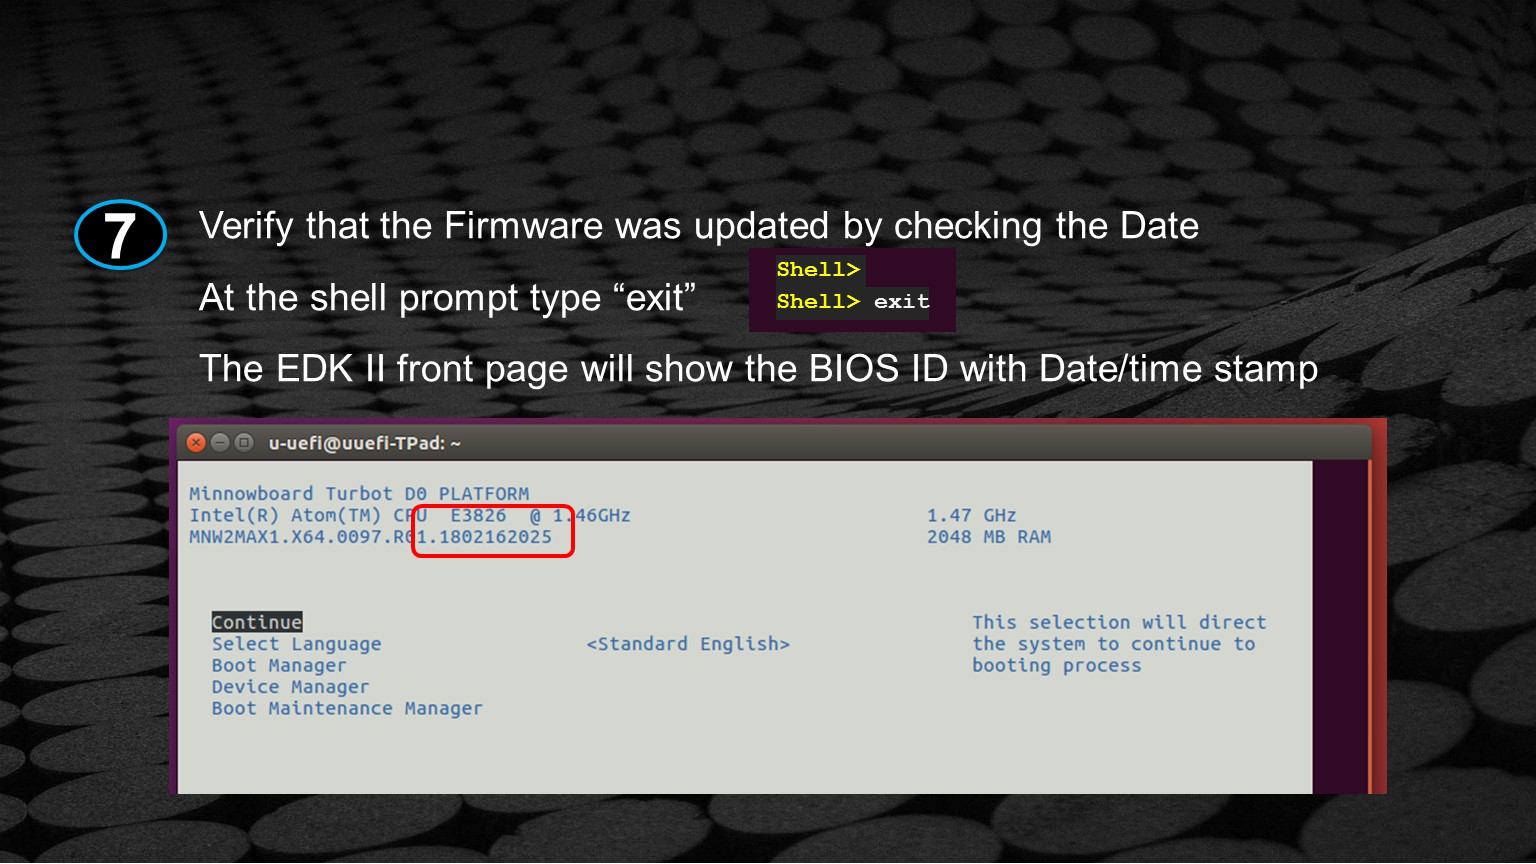 7
Verify that the Firmware was updated by checking the Date
At the shell prompt type “exit”
Shell>
Shell> exit
The EDK II front page will show the BIOS ID with Date/time stamp
u-uefi@uuefi-TPad: ~
Minnowboard Turbot D0 PLATFORM
Intel(R) Atom(TM) CPU  E3826  @ 1.46GHz 1.47 GHz
MNW2MAX1.X64.0097.R01.1802162025 2048 MB RAM
Continue This selection will direct
Select Language <Standard English> the system to continue to
Boot Manager booting process
Device Manager
Boot Maintenance Manager